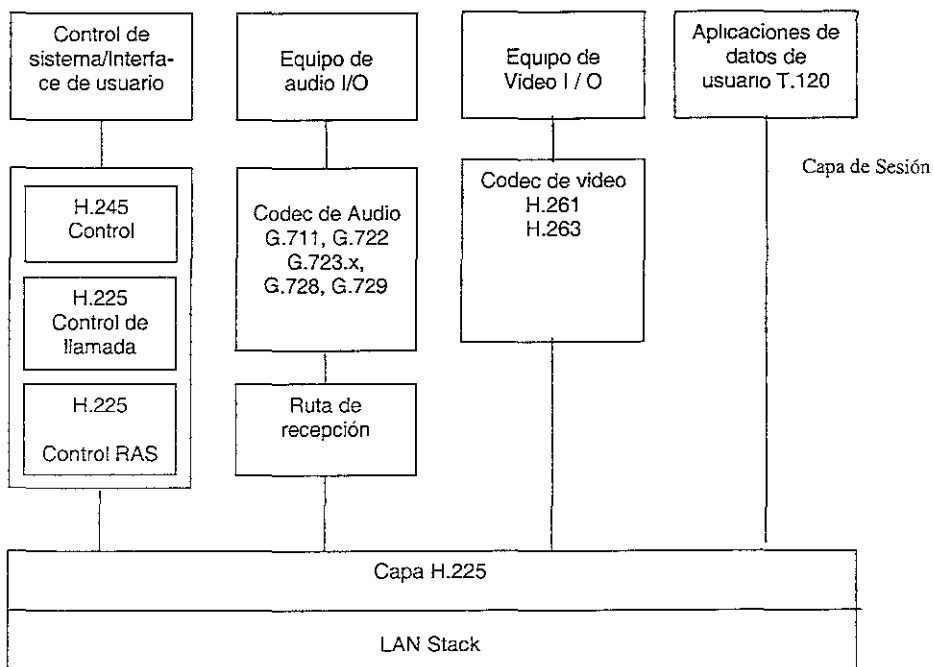 Control de
sistema/Interfa-
ce de usuario
Equipo de
audio I/O
Equipo de
Video I / O
Aplicaciones de
datos de
usuario T.120
Capa de Sesión
H.245
Control
H.225
Control de
llamada
H.225
Control RAS
Codec de Audio
G.711, G.722
G.723.x,
G.728, G.729
Codec de video
H.261
H.263
Ruta de
recepción
Capa H.225
LAN Stack